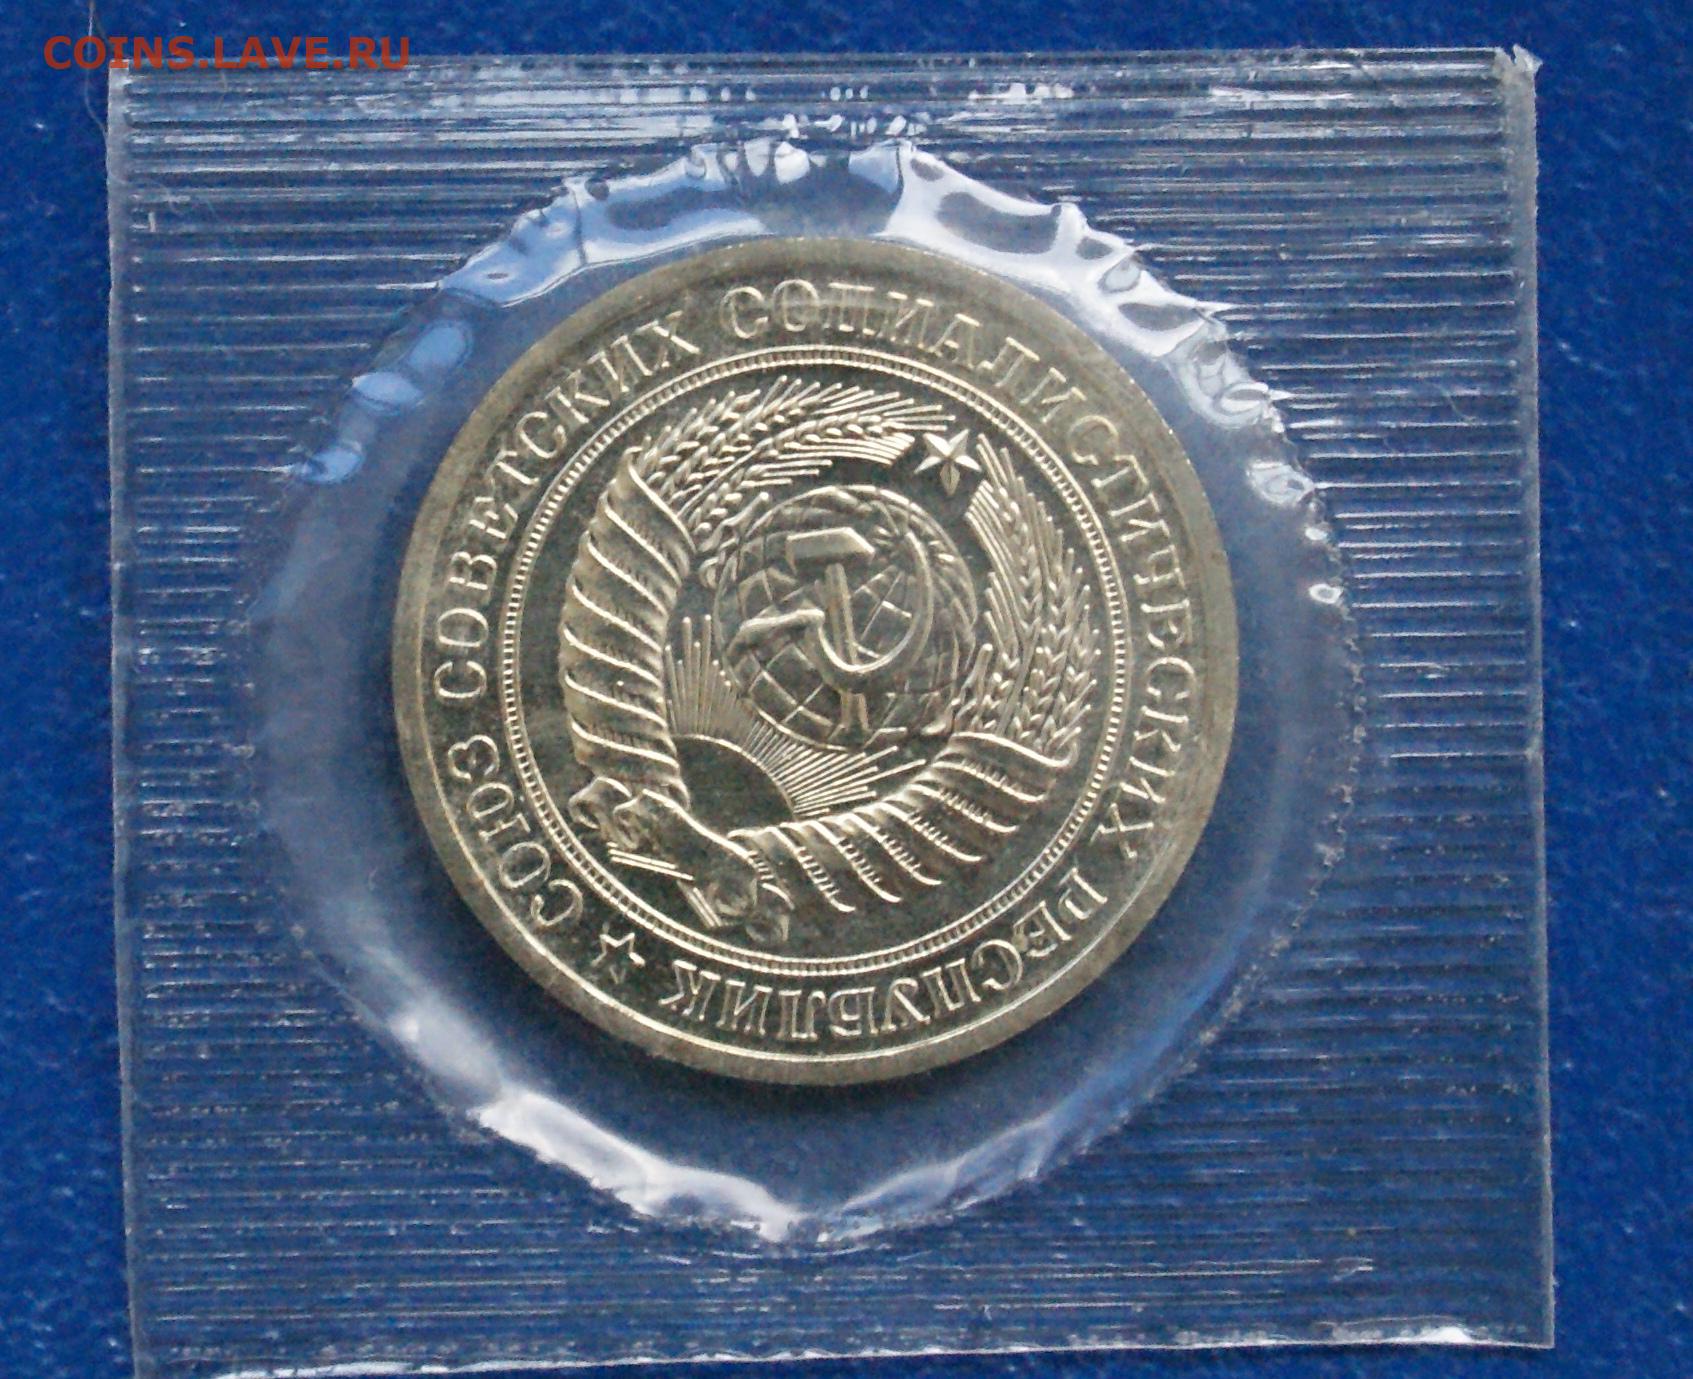 COINS.LAVE.RU
СОЮЗ СОВЕТСКИХ СОЦИАЛИСТИЧЕСКИХ РЕСПУБЛИК